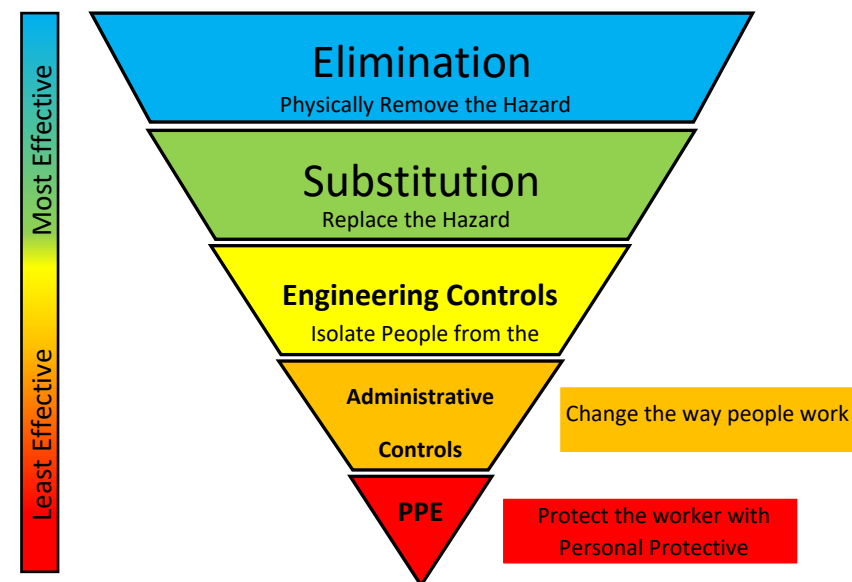 Most Effective
Least Effective
Elimination
Physically Remove the Hazard
Substitution
Replace the Hazard
Engineering Controls
Isolate People from the
Administrative
Controls
Change the way people work
PPE
Protect the worker with
Personal Protective